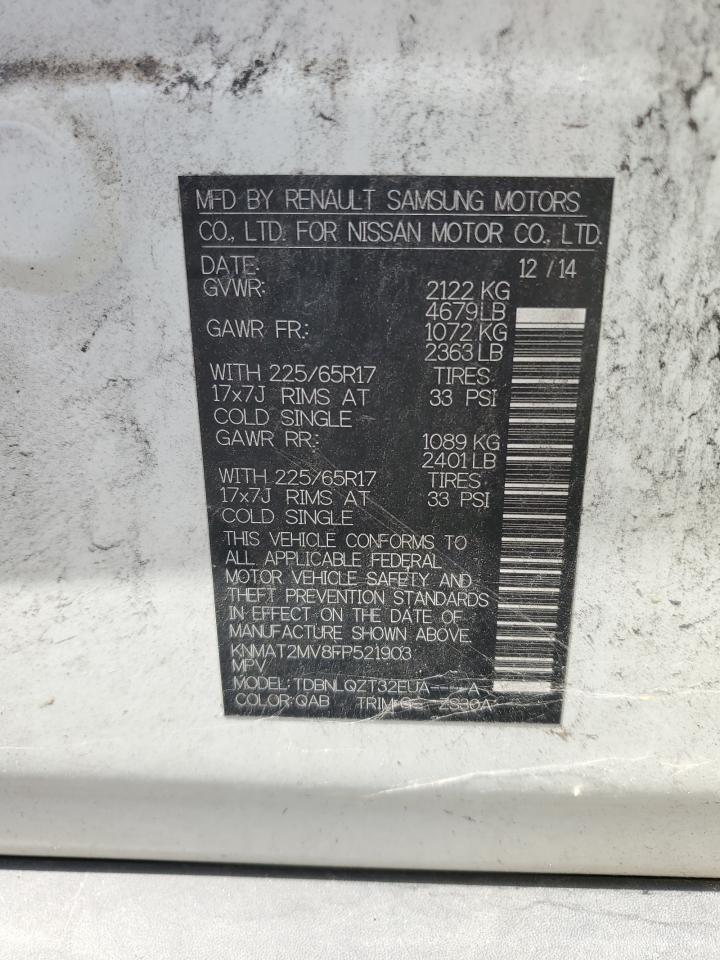 MFD BY RENAULT SAMSUNG MOTORS
CO., LTD. FOR NISSAN MOTOR CO., LTD.
DATE: 12 / 14
GVWR: 2122 KG
4679 LB
GAWR FR.: 1072 KG
2363 LB
WITH 225/65R17 TIRES
17x7J RIMS AT 33 PSI
COLD SINGLE
GAWR RR.: 1089 KG
2401 LB
WITH 225/65R17 TIRES
17x7J RIMS AT 33 PSI
COLD SINGLE
THIS VEHICLE CONFORMS TO
ALL APPLICABLE FEDERAL
MOTOR VEHICLE SAFETY AND
THEFT PREVENTION STANDARDS
IN EFFECT ON THE DATE OF
MANUFACTURE SHOWN ABOVE.
KNMAT2MV8FP521903
MPV
MODEL: TDBNLQZT32EUA----A
COLOR: QAB TRIM: G ZS30A